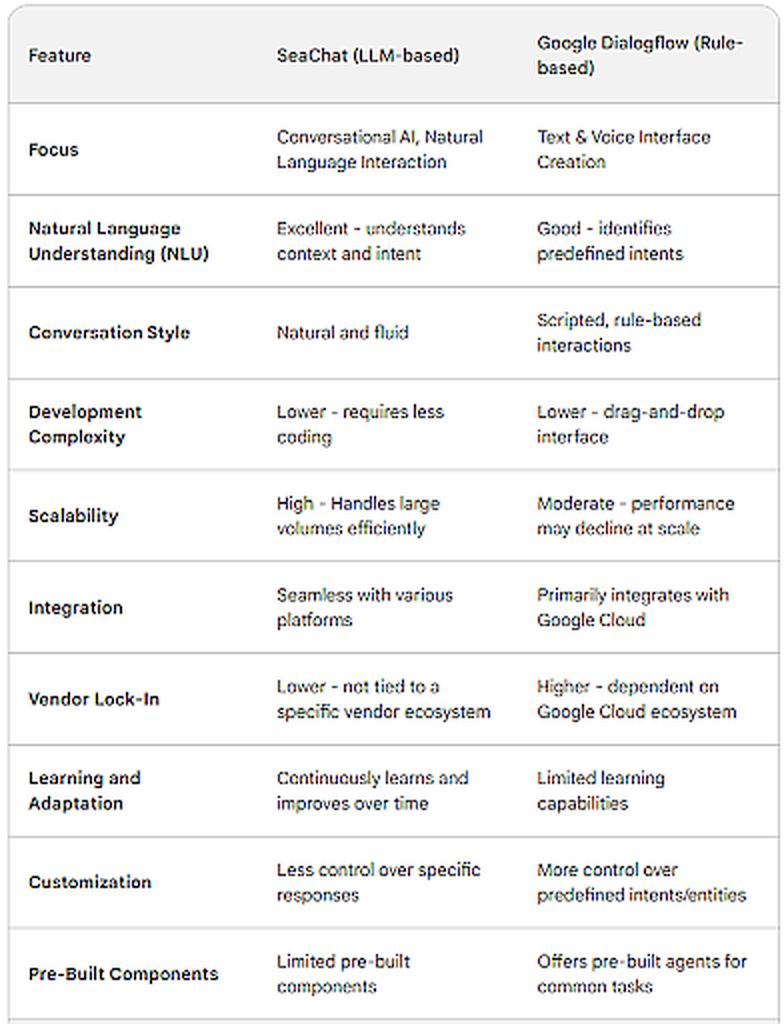 Feature
SeaChat (LLM-based)
Google Dialogflow (Rule-
based)
Focus
Conversational AI, Natural
Language Interaction
Text & Voice Interface
Creation
Natural Language
Understanding (NLU)
Excellent - understands
context and intent
Good - identifies
predefined intents
Conversation Style
Natural and fluid
Scripted, rule-based
interactions
Development
Complexity
Lower - requires less
coding
Lower - drag-and-drop
interface
Scalability
High - Handles large
volumes efficiently
Moderate - performance
may decline at scale
Integration
Seamless with various
platforms
Primarily integrates with
Google Cloud
Vendor Lock-In
Lower - not tied to a
specific vendor ecosystem
Higher - dependent on
Google Cloud ecosystem
Learning and
Adaptation
Continuously learns and
improves over time
Limited learning
capabilities
Customization
Less control over specific
responses
More control over
predefined intents/entities
Pre-Built Components
Limited pre-built
components
Offers pre-built agents for
common tasks